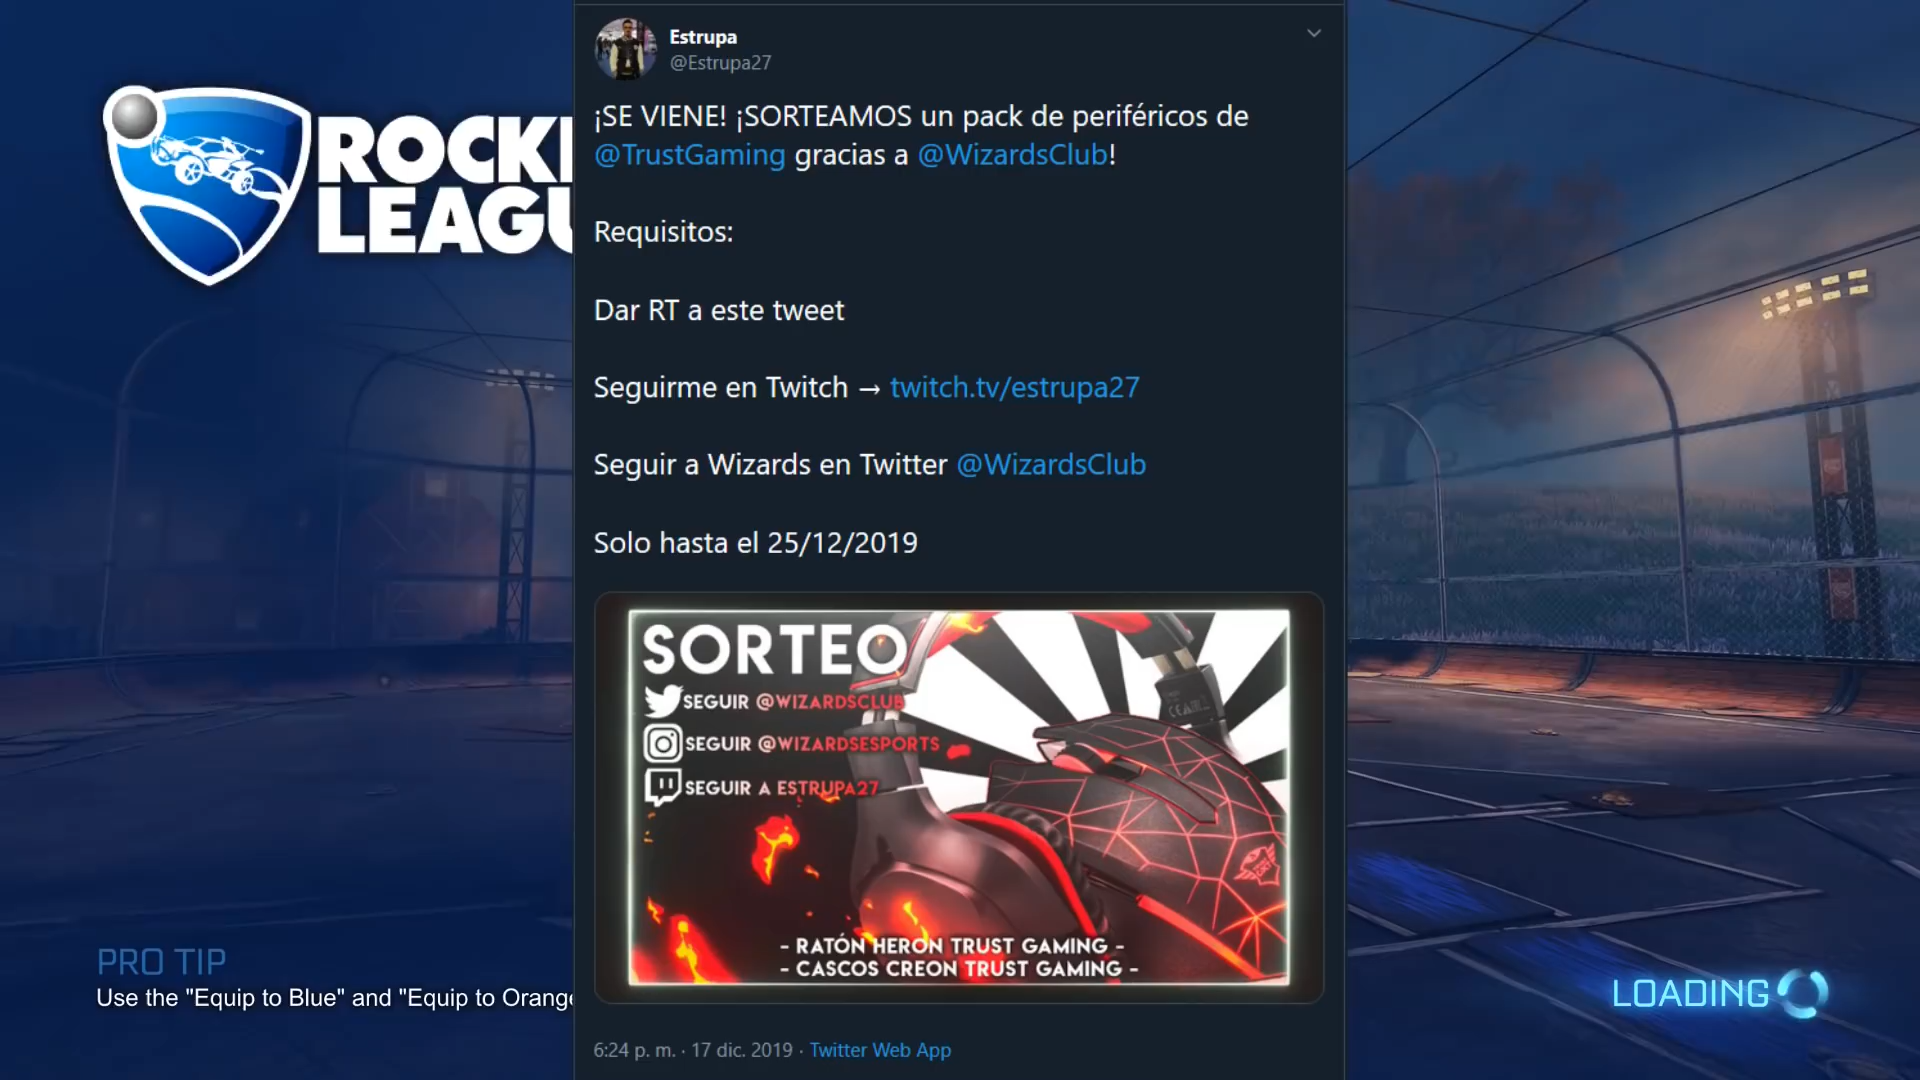 ROCKE
LEAGU
Estrupa
@Estrupa27
¡SE VIENE! ¡SORTEAMOS un pack de periféricos de
@TrustGaming gracias a @WizardsClub!
Requisitos:
Dar RT a este tweet
Seguirme en Twitch → twitch.tv/estrupa27
Seguir a Wizards en Twitter @WizardsClub
Solo hasta el 25/12/2019
SORTEO
SEGUIR @WIZARDSCLUB
SEGUIR @WIZARDSESPORTS
SEGUIR A ESTRUPA27
- RATÓN HERON TRUST GAMING -
- CASCOS CREON TRUST GAMING -
6:24 p. m. · 17 dic. 2019 · Twitter Web App
PRO TIP
Use the "Equip to Blue" and "Equip to Orange
LOADING